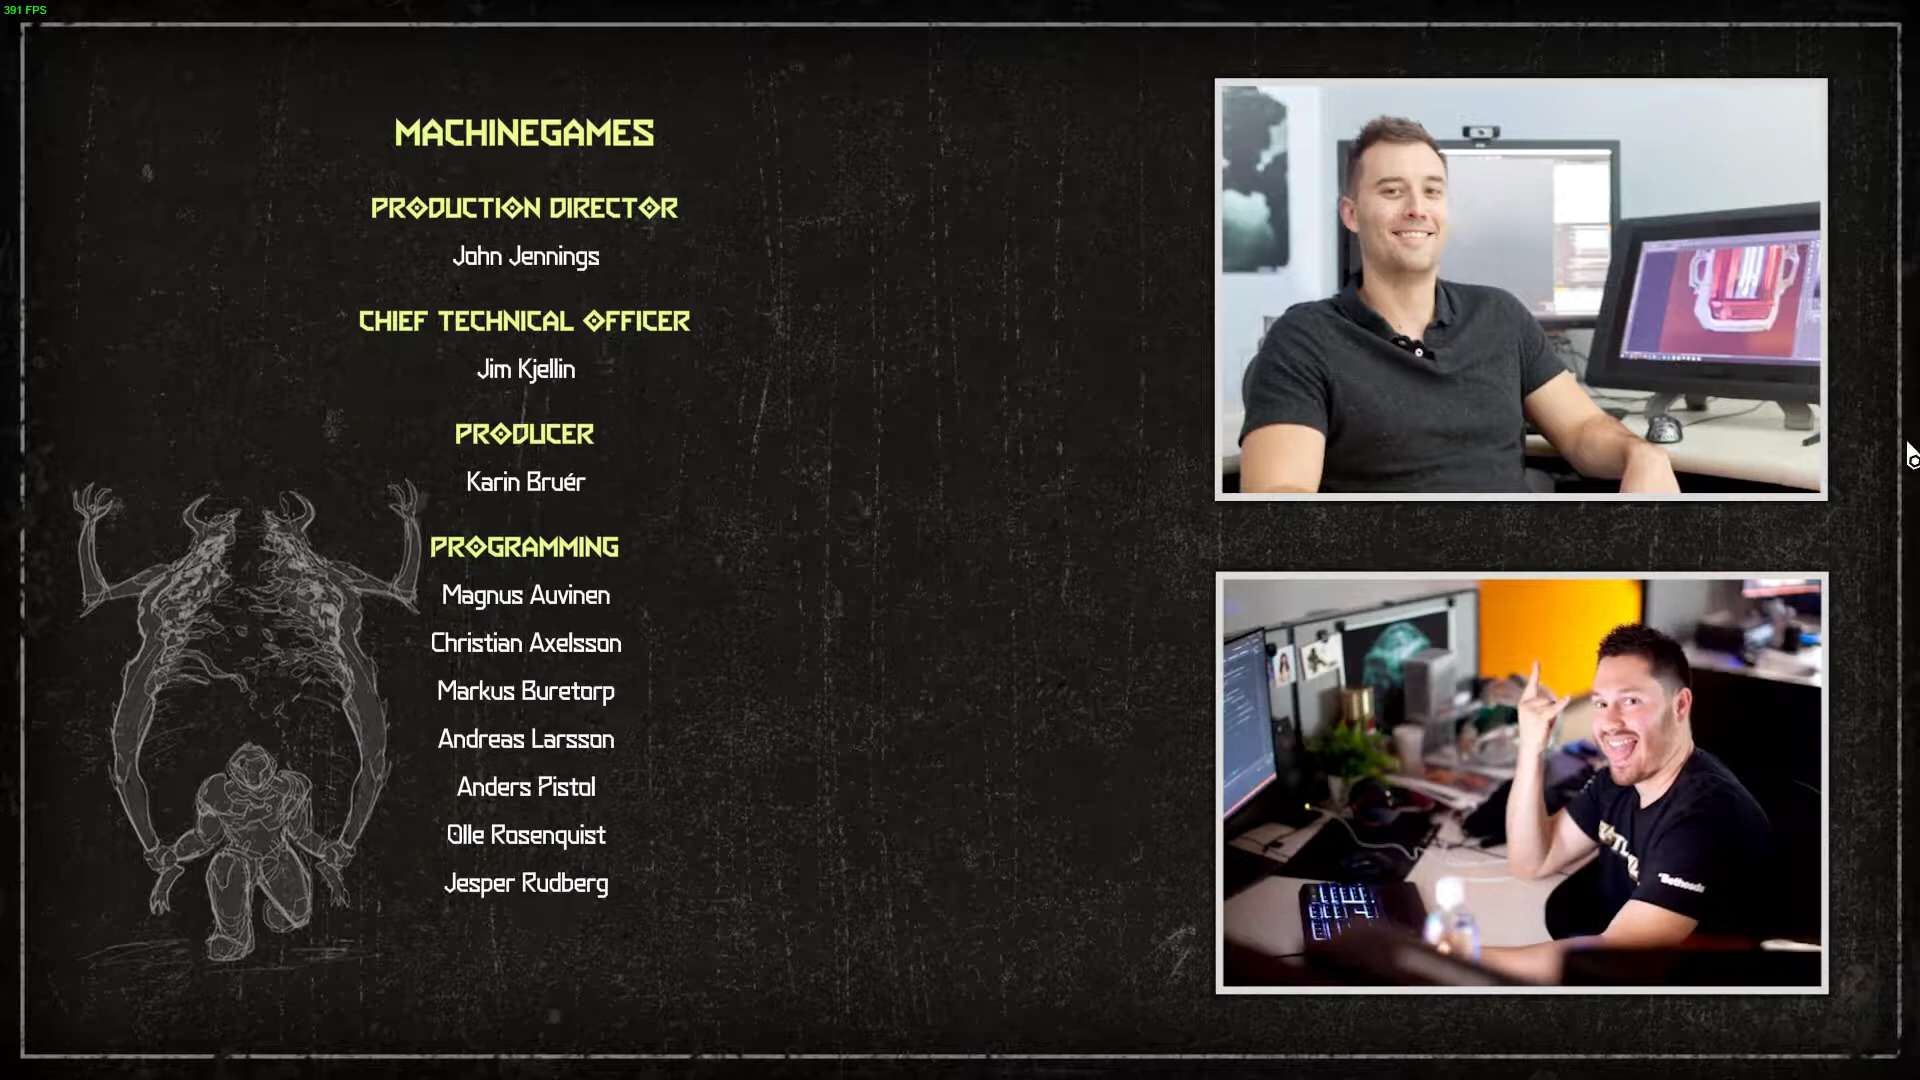 391 FPS
MACHINEGAMES
PRODUCTION DIRECTOR
John Jennings
CHIEF TECHNICAL OFFICER
Jim Kjellin
PRODUCER
Karin Bruér
PROGRAMMING
Magnus Auvinen
Christian Axelsson
Markus Buretorp
Andreas Larsson
Anders Pistol
Olle Rosenquist
Jesper Rudberg
Bethesda